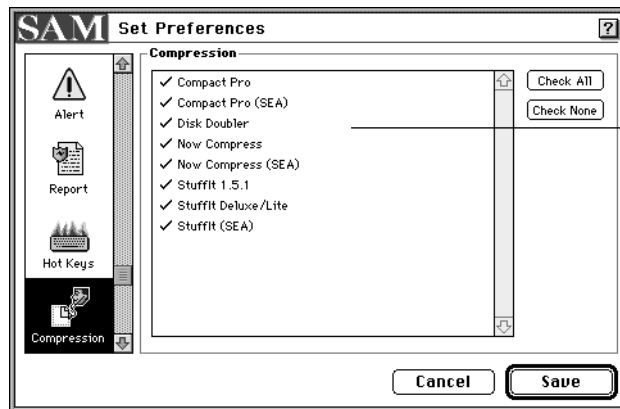 SAM Set Preferences ?
Alert
Report
Hot Keys
Compression
Compression
✓ Compact Pro
✓ Compact Pro (SEA)
✓ Disk Doubler
✓ Now Compress
✓ Now Compress (SEA)
✓ StuffIt 1.5.1
✓ StuffIt Deluxe/Lite
✓ StuffIt (SEA)
Check All
Check None
Cancel
Save